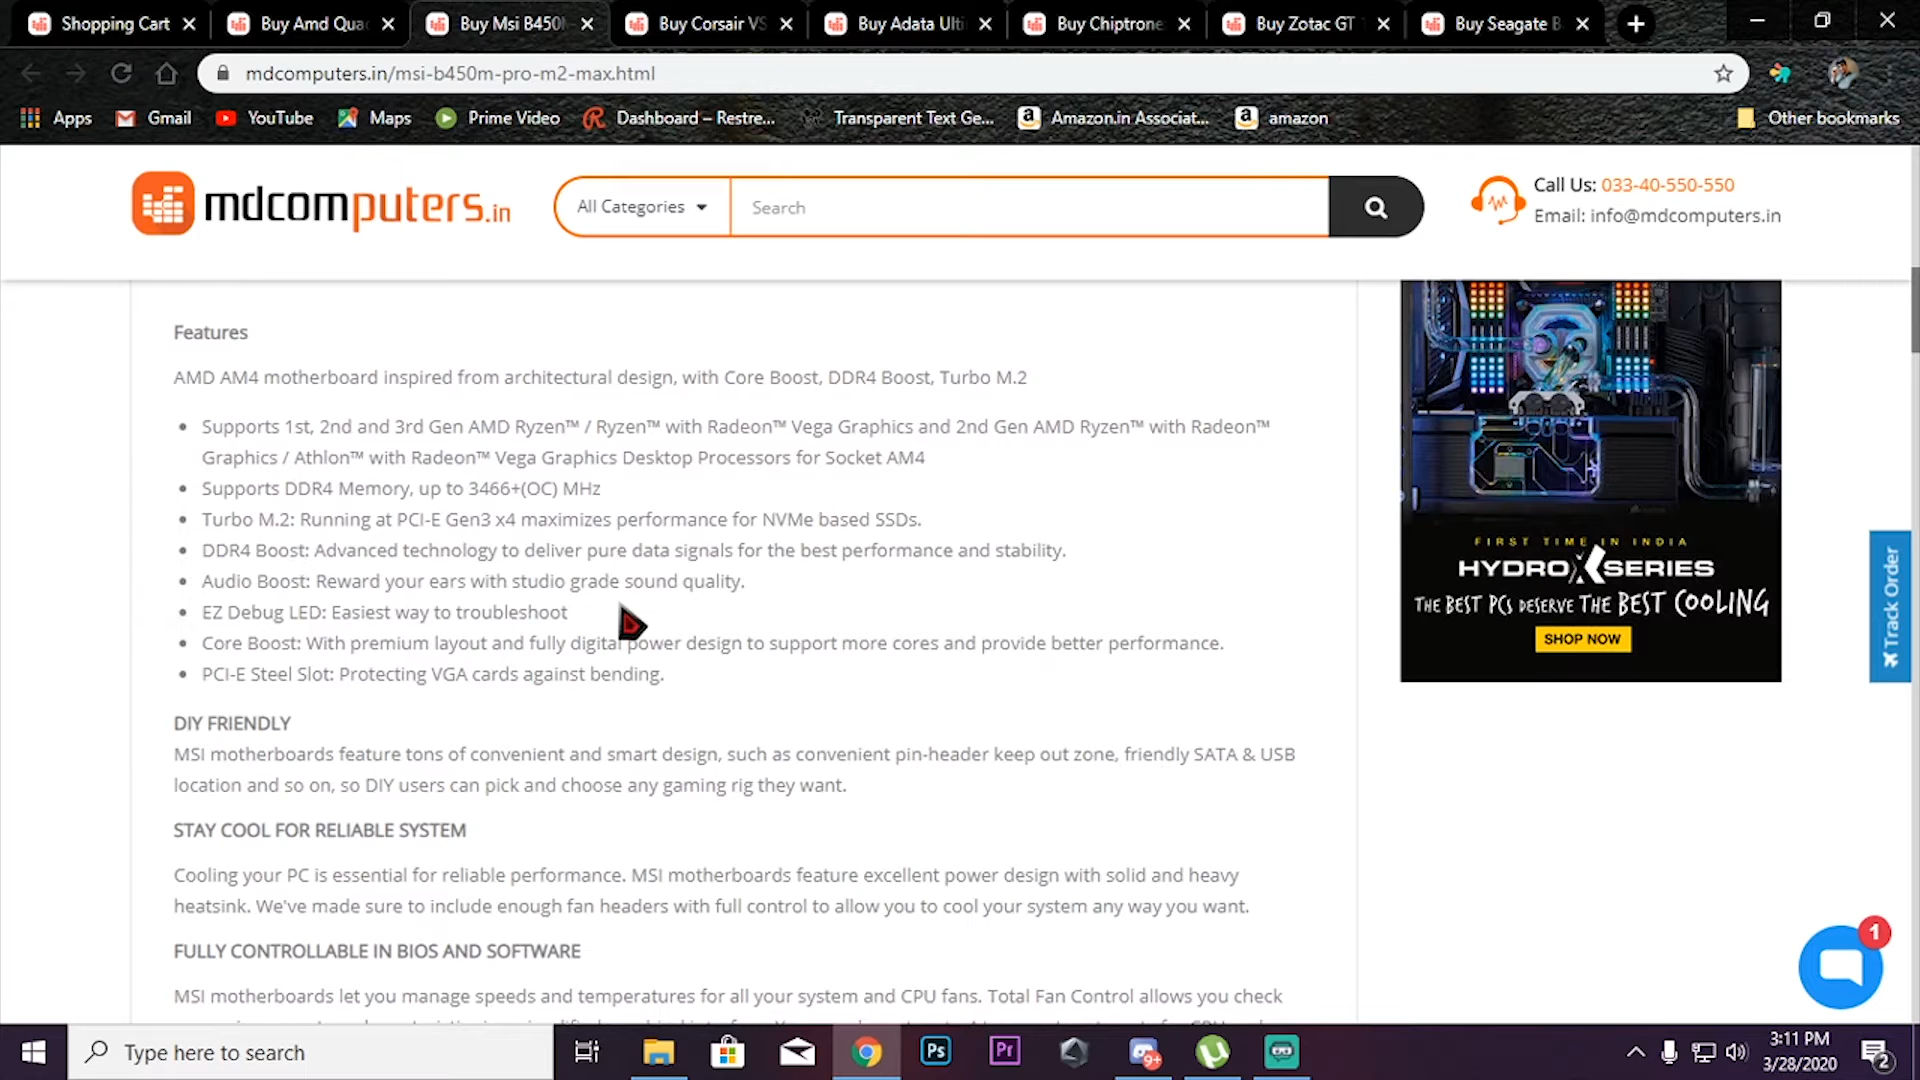 Shopping Cart
Buy Amd Qua
Buy Msi B450
Buy Corsair VS
Buy Adata Ulti
Buy Chiptrone
Buy Zotac GT 1
Buy Seagate B
mdcomputers.in/msi-b450m-pro-m2-max.html
Apps
Gmail
YouTube
Maps
Prime Video
Dashboard – Restre...
Transparent Text Ge...
Amazon.in Associat...
amazon
Other bookmarks
mdcomputers.in
All Categories
Search
Call Us: 033-40-550-550
Email: info@mdcomputers.in
Features
AMD AM4 motherboard inspired from architectural design, with Core Boost, DDR4 Boost, Turbo M.2
Supports 1st, 2nd and 3rd Gen AMD Ryzen™ / Ryzen™ with Radeon™ Vega Graphics and 2nd Gen AMD Ryzen™ with Radeon™
Graphics / Athlon™ with Radeon™ Vega Graphics Desktop Processors for Socket AM4
Supports DDR4 Memory, up to 3466+(OC) MHz
Turbo M.2: Running at PCI-E Gen3 x4 maximizes performance for NVMe based SSDs.
DDR4 Boost: Advanced technology to deliver pure data signals for the best performance and stability.
Audio Boost: Reward your ears with studio grade sound quality.
EZ Debug LED: Easiest way to troubleshoot
Core Boost: With premium layout and fully digital power design to support more cores and provide better performance.
PCI-E Steel Slot: Protecting VGA cards against bending.
DIY FRIENDLY
MSI motherboards feature tons of convenient and smart design, such as convenient pin-header keep out zone, friendly SATA & USB
location and so on, so DIY users can pick and choose any gaming rig they want.
STAY COOL FOR RELIABLE SYSTEM
Cooling your PC is essential for reliable performance. MSI motherboards feature excellent power design with solid and heavy
heatsink. We've made sure to include enough fan headers with full control to allow you to cool your system any way you want.
FULLY CONTROLLABLE IN BIOS AND SOFTWARE
MSI motherboards let you manage speeds and temperatures for all your system and CPU fans. Total Fan Control allows you check
FIRST TIME IN INDIA
HYDRO X SERIES
THE BEST PCs DESERVE THE BEST COOLING
SHOP NOW
Track Order
1
Type here to search
Ps
Pr
9+
3:11 PM
3/28/2020
2